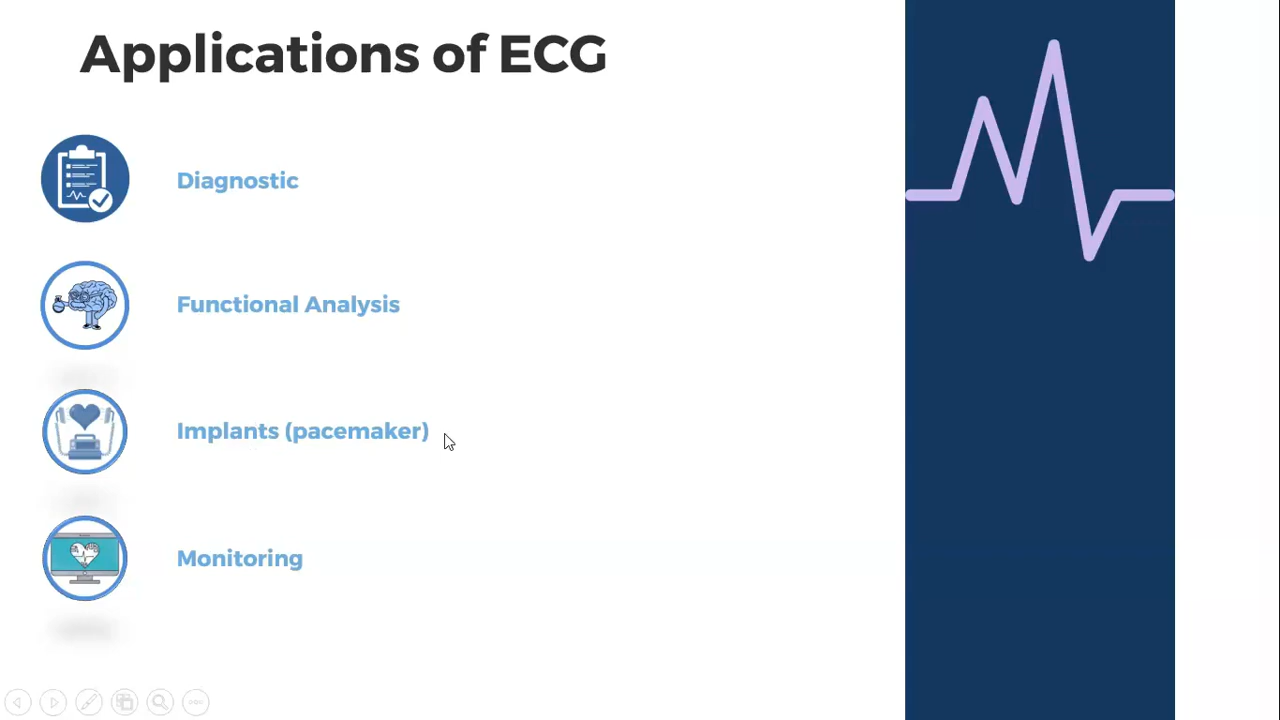 Applications of ECG
Diagnostic
Functional Analysis
Implants (pacemaker)
Monitoring